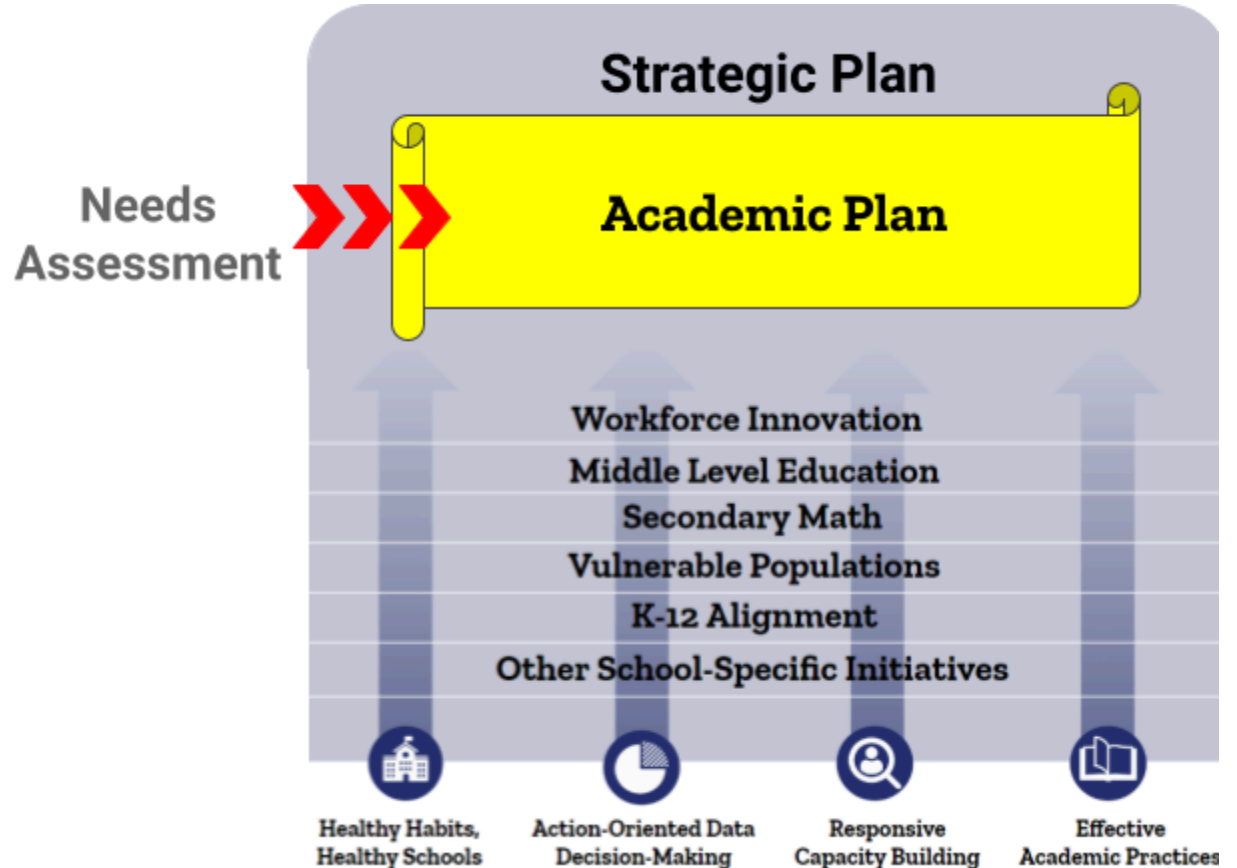 Strategic Plan
Needs
Assessment
Academic Plan
Workforce Innovation
Middle Level Education
Secondary Math
Vulnerable Populations
K-12 Alignment
Other School-Specific Initiatives
Healthy Habits,
Healthy Schools
Action-Oriented Data
Decision-Making
Responsive
Capacity Building
Effective
Academic Practices